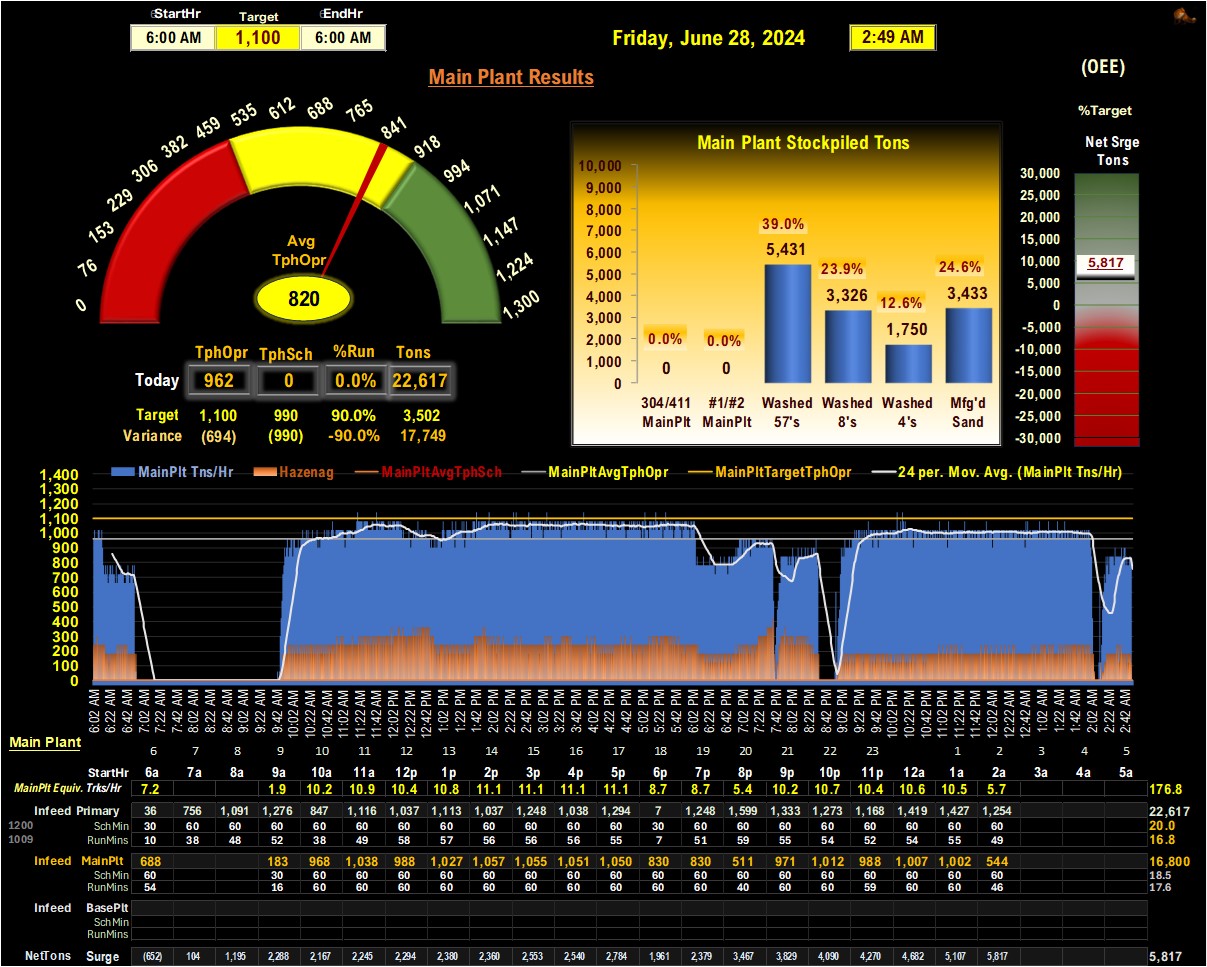 StartHr Target EndHr
6:00 AM 1,100 6:00 AM
Friday, June 28, 2024 2:49 AM
(OEE)
Main Plant Results
%Target
Net Srge
Tons
0 76 153 229 306 382 459 535 612 688 765 841 918 994 1,071 1,147 1,224 1,300
Avg
TphOpr
820
TphOpr TphSch %Run Tons
Today 962 0 0.0% 22,617
Target 1,100 990 90.0% 3,502
Variance (694) (990) -90.0% 17,749
Main Plant Stockpiled Tons
10,000
9,000
8,000
7,000
6,000
5,000
4,000
3,000
2,000
1,000
0
0.0% 0.0% 39.0% 23.9% 12.6% 24.6%
0 0 5,431 3,326 1,750 3,433
304/411 #1/#2 Washed Washed Washed Mfg'd
MainPlt MainPlt 57's 8's 4's Sand
30,000
25,000
20,000
15,000
10,000
5,000
0
-5,000
-10,000
-15,000
-20,000
-25,000
-30,000
5,817
MainPlt Tns/Hr Hazenag MainPltAvgTphSch MainPltAvgTphOpr MainPltTargetTphOpr 24 per. Mov. Avg. (MainPlt Tns/Hr)
1,400
1,300
1,200
1,100
1,000
900
800
700
600
500
400
300
200
100
0
6:02 AM 6:22 AM 6:42 AM 7:02 AM 7:22 AM 7:42 AM 8:02 AM 8:22 AM 8:42 AM 9:02 AM 9:22 AM 9:42 AM 10:02 AM 10:22 AM 10:42 AM 11:02 AM 11:22 AM 11:42 AM 12:02 PM 12:22 PM 12:42 PM 1:02 PM 1:22 PM 1:42 PM 2:02 PM 2:22 PM 2:42 PM 3:02 PM 3:22 PM 3:42 PM 4:02 PM 4:22 PM 4:42 PM 5:02 PM 5:22 PM 5:42 PM 6:02 PM 6:22 PM 6:42 PM 7:02 PM 7:22 PM 7:42 PM 8:02 PM 8:22 PM 8:42 PM 9:02 PM 9:22 PM 9:42 PM 10:02 PM 10:22 PM 10:42 PM 11:02 PM 11:22 PM 11:42 PM 12:02 AM 12:22 AM 12:42 AM 1:02 AM 1:22 AM 1:42 AM 2:02 AM 2:22 AM 2:42 AM
Main Plant
6 7 8 9 10 11 12 13 14 15 16 17 18 19 20 21 22 23 1 2 3 4 5
StartHr 6a 7a 8a 9a 10a 11a 12p 1p 2p 3p 4p 5p 6p 7p 8p 9p 10p 11p 12a 1a 2a 3a 4a 5a
MainPlt Equiv. Trks/Hr 7.2 1.9 10.2 10.9 10.4 10.8 11.1 11.1 11.1 11.1 8.7 8.7 5.4 10.2 10.7 10.4 10.6 10.5 5.7 176.8
Infeed Primary 36 756 1,091 1,276 847 1,116 1,037 1,113 1,037 1,248 1,038 1,294 7 1,248 1,599 1,333 1,273 1,168 1,419 1,427 1,254 22,617
1200 SchMin 30 60 60 60 60 60 60 60 60 60 60 60 30 60 60 60 60 60 60 60 60 20.0
1009 RunMins 10 38 48 52 38 49 58 57 56 56 56 55 7 51 59 55 54 52 54 55 49 16.8
Infeed MainPlt 688 183 968 1,038 988 1,027 1,057 1,055 1,051 1,050 830 830 511 971 1,012 988 1,007 1,002 544 16,800
SchMin 60 30 60 60 60 60 60 60 60 60 60 60 60 60 60 60 60 60 60 18.5
RunMins 54 16 60 60 60 60 60 60 60 60 60 60 40 60 60 59 60 60 46 17.6
Infeed BasePlt
SchMin
RunMins
NetTons Surge (652) 104 1,195 2,288 2,167 2,245 2,294 2,380 2,360 2,553 2,540 2,784 1,961 2,379 3,467 3,829 4,090 4,270 4,682 5,107 5,817 5,817